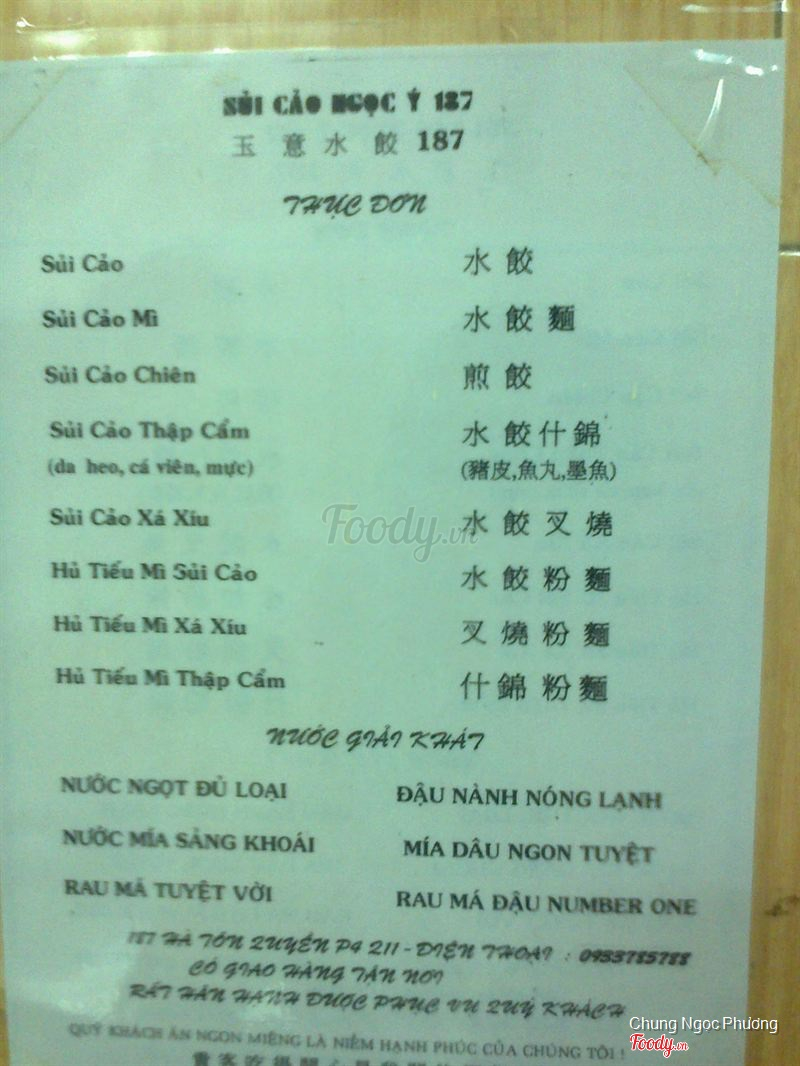 SỦI CẢO NGỌC Ý 187
玉意水餃 187
THỰC ĐƠN
Sủi Cảo 水餃
Sủi Cảo Mì 水餃麵
Sủi Cảo Chiên 煎餃
Sủi Cảo Thập Cẩm 水餃什錦
(da heo, cá viên, mực) (豬皮,魚丸,墨魚)
Sủi Cảo Xá Xíu 水餃叉燒
Hủ Tiếu Mì Sủi Cảo 水餃粉麵
Hủ Tiếu Mì Xá Xíu 叉燒粉麵
Hủ Tiếu Mì Thập Cẩm 什錦粉麵
NƯỚC GIẢI KHÁT
NƯỚC NGỌT ĐỦ LOẠI ĐẬU NÀNH NÓNG LẠNH
NƯỚC MÍA SẢNG KHOÁI MÍA DÂU NGON TUYỆT
RAU MÁ TUYỆT VỜI RAU MÁ ĐẬU NUMBER ONE
187 HÀ TÔN QUYỀN P4 Q11 - ĐIỆN THOẠI : 0933785788
CÓ GIAO HÀNG TẬN NƠI
RẤT HÂN HẠNH ĐƯỢC PHỤC VỤ QUÝ KHÁCH
QUÝ KHÁCH ĂN NGON MIỆNG LÀ NIỀM HẠNH PHÚC CỦA CHÚNG TÔI !
Foody.vn
Chung Ngọc Phương
Foody.vn